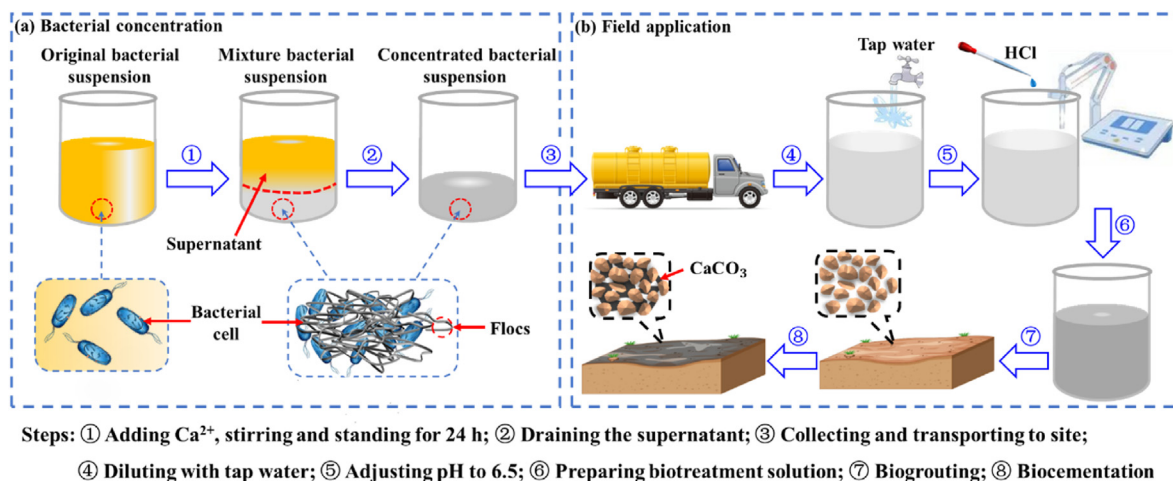 (a) Bacterial concentration
Original bacterial
suspension
Mixture bacterial
suspension
Concentrated bacterial
suspension
①
②
③
Supernatant
Bacterial
cell
Flocs
(b) Field application
Tap water
HCl
④
⑤
⑥
CaCO₃
⑧
⑦
Steps: ① Adding Ca²⁺, stirring and standing for 24 h; ② Draining the supernatant; ③ Collecting and transporting to site;
④ Diluting with tap water; ⑤ Adjusting pH to 6.5; ⑥ Preparing biotreatment solution; ⑦ Biogrouting; ⑧ Biocementation